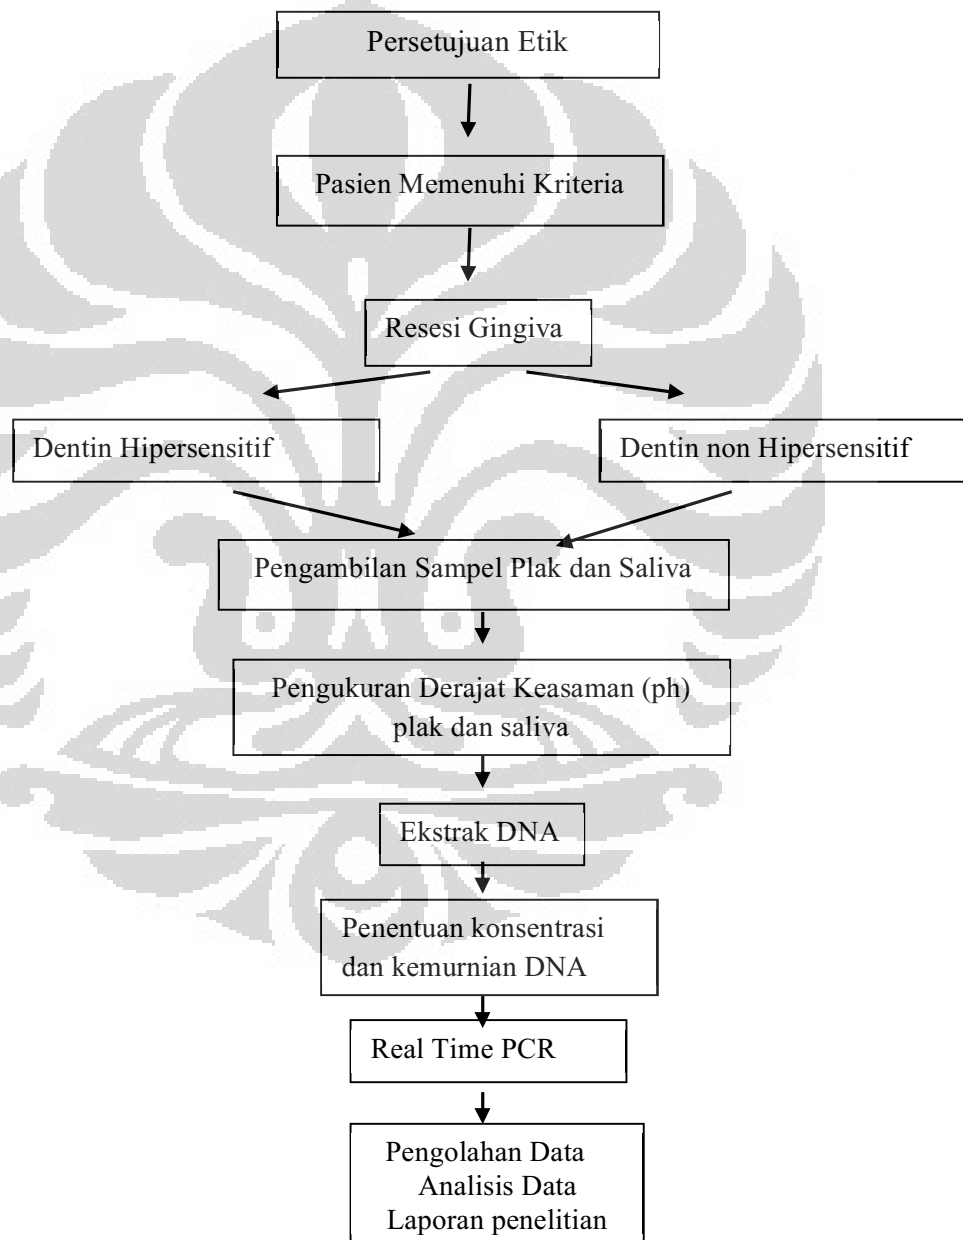 Persetujuan Etik
Pasien Memenuhi Kriteria
Resesi Gingiva
Dentin Hipersensitif
Dentin non Hipersensitif
Pengambilan Sampel Plak dan Saliva
Pengukuran Derajat Keasaman (ph)
plak dan saliva
Ekstrak DNA
Penentuan konsentrasi
dan kemurnian DNA
Real Time PCR
Pengolahan Data
Analisis Data
Laporan penelitian